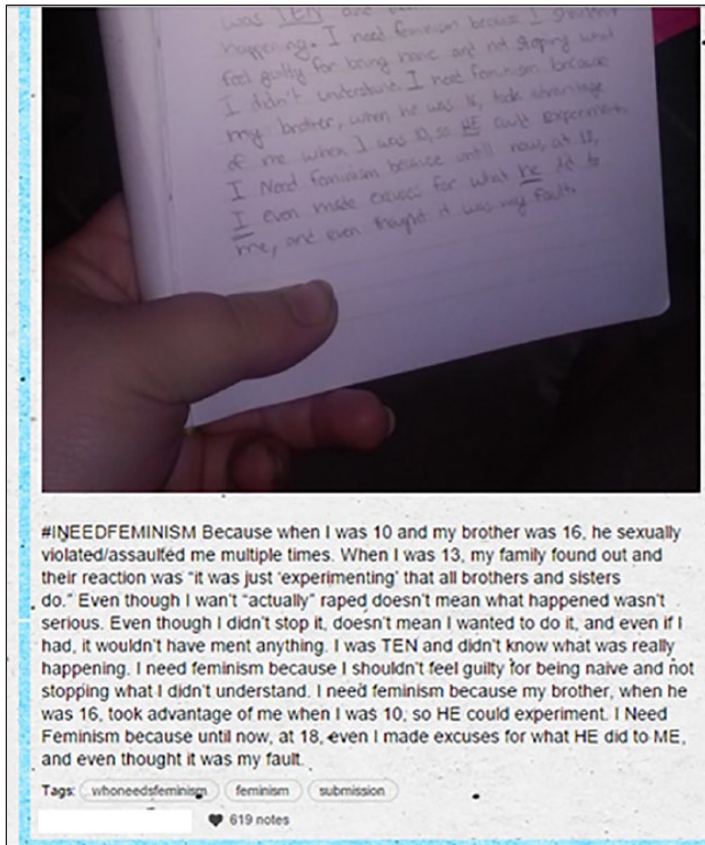 was TEN and
happening. I need feminism because I shouldn't
feel guilty for being naive and not stoping what
I didn't understand. I need feminism because
my brother, when he was 16, took advantage
of me when I was 10, so HE could experiment.
I Need feminism because until now, at 18,
I even made excuses for what he did to
me, and even thought it was my fault.
#INEEDFEMINISM Because when I was 10 and my brother was 16, he sexually
violated/assaulted me multiple times. When I was 13, my family found out and
their reaction was “it was just ‘experimenting’ that all brothers and sisters
do.” Even though I wan’t “actually” raped doesn’t mean what happened wasn’t
serious. Even though I didn’t stop it, doesn’t mean I wanted to do it, and even if I
had, it wouldn’t have ment anything. I was TEN and didn’t know what was really
happening. I need feminism because I shouldn’t feel guilty for being naive and not
stopping what I didn’t understand. I need feminism because my brother, when he
was 16, took advantage of me when I was 10, so HE could experiment. I Need
Feminism because until now, at 18, even I made excuses for what HE did to ME,
and even thought it was my fault.
Tags: whoneedsfeminism feminism submission
619 notes